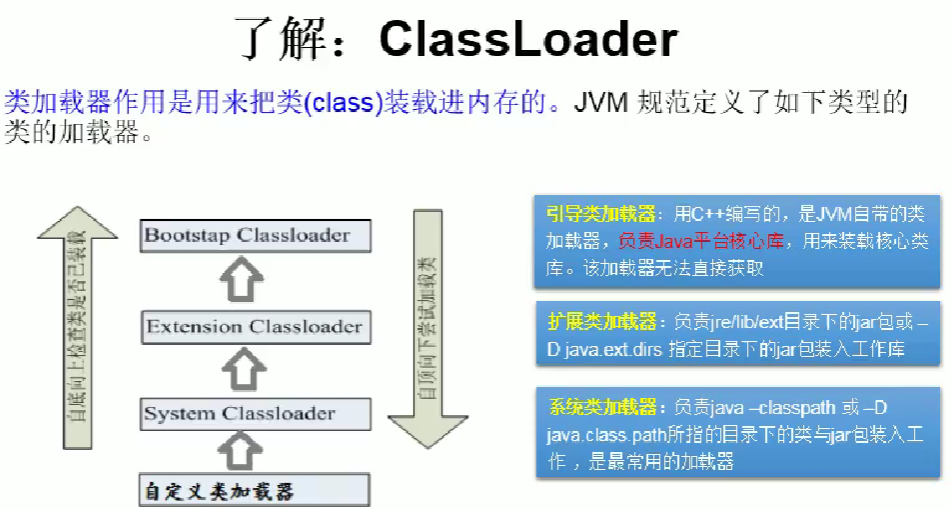 了解：ClassLoader
类加载器作用是用来把类(class)装载进内存的。JVM 规范定义了如下类型的
类的加载器。
自底向上检查类是否已装载
Bootstap Classloader
Extension Classloader
System Classloader
自定义类加载器
自顶向下尝试加载类
引导类加载器：用C++编写的，是JVM自带的类
加载器，负责Java平台核心库，用来装载核心类
库。该加载器无法直接获取
扩展类加载器：负责jre/lib/ext目录下的jar包或 –
D java.ext.dirs 指定目录下的jar包装入工作库
系统类加载器：负责java –classpath 或 –D
java.class.path所指的目录下的类与jar包装入工
作 ，是最常用的加载器